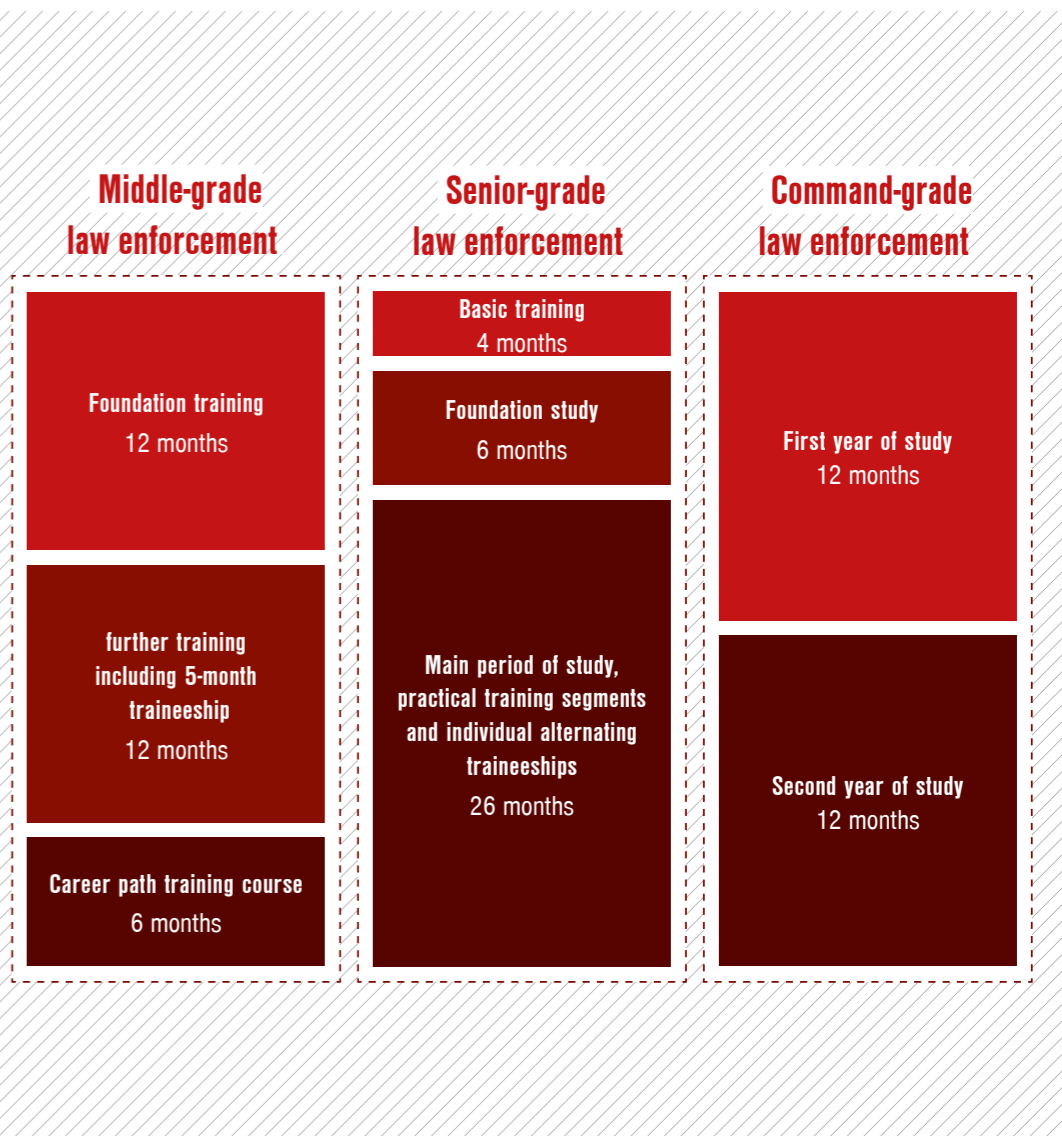 Middle-grade
law enforcement
Foundation training
12 months
further training
including 5-month
traineeship
12 months
Career path training course
6 months
Senior-grade
law enforcement
Basic training
4 months
Foundation study
6 months
Main period of study,
practical training segments
and individual alternating
traineeships
26 months
Command-grade
law enforcement
First year of study
12 months
Second year of study
12 months